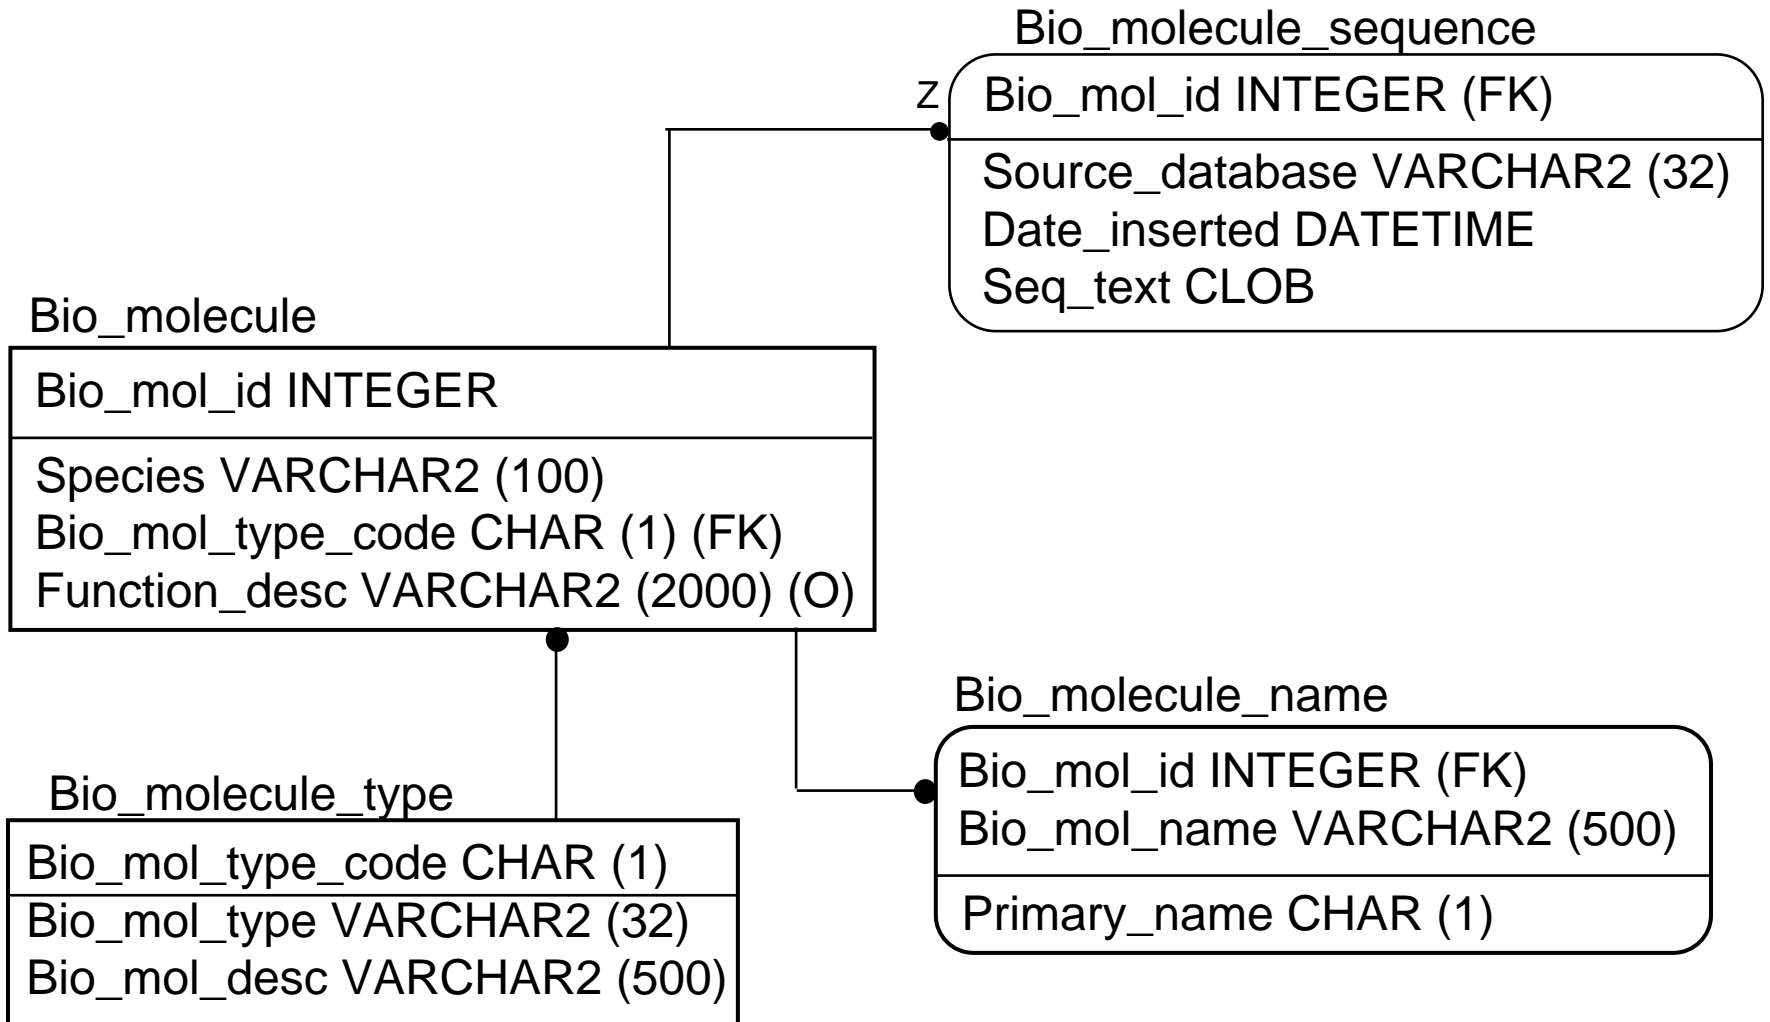 Bio_molecule_sequence
Z
Bio_mol_id INTEGER (FK)
Source_database VARCHAR2 (32)
Date_inserted DATETIME
Seq_text CLOB
Bio_molecule
Bio_mol_id INTEGER
Species VARCHAR2 (100)
Bio_mol_type_code CHAR (1) (FK)
Function_desc VARCHAR2 (2000) (O)
Bio_molecule_name
Bio_mol_id INTEGER (FK)
Bio_mol_name VARCHAR2 (500)
Primary_name CHAR (1)
Bio_molecule_type
Bio_mol_type_code CHAR (1)
Bio_mol_type VARCHAR2 (32)
Bio_mol_desc VARCHAR2 (500)